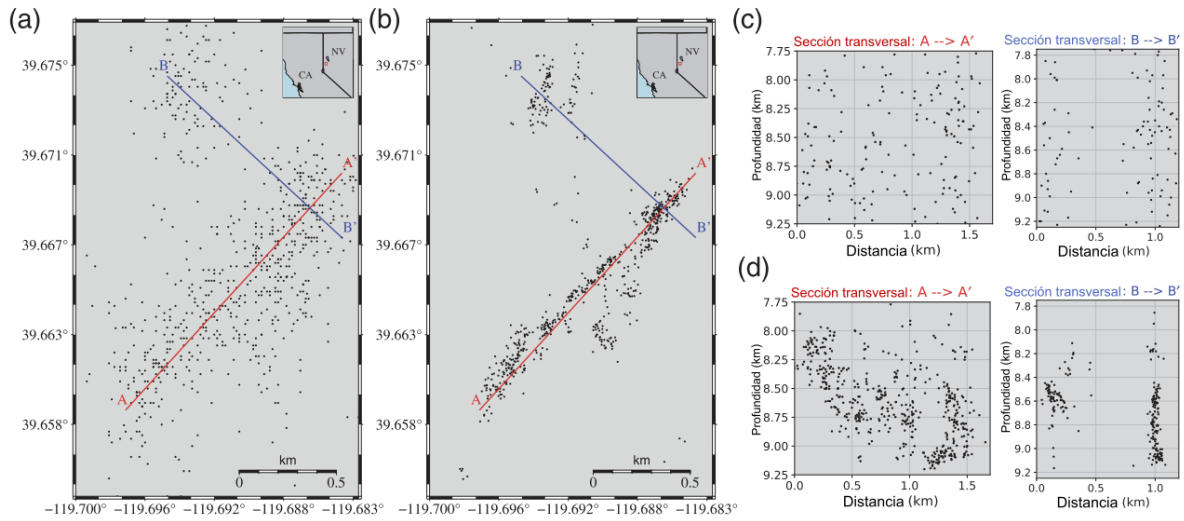 (a)
(b)
(c)
(d)
NV
CA
39.675°
39.671°
39.667°
39.663°
39.658°
B
A'
B'
A
km
0 0.5
−119.700 −119.696 −119.692 −119.688 −119.683
NV
CA
39.675°
39.671°
39.667°
39.663°
39.658°
B
A'
B'
A
km
0 0.5
−119.700 −119.696 −119.692 −119.688 −119.683
Sección transversal: A --> A′
Profundidad (km)
7.75
8.00
8.25
8.50
8.75
9.00
9.25
0.0 0.5 1.0 1.5
Distancia (km)
Sección transversal: B --> B′
Profundidad (km)
7.8
8.0
8.2
8.4
8.6
8.8
9.0
9.2
0.0 0.5 1.0
Distancia (km)
Sección transversal: A --> A′
Profundidad (km)
7.75
8.00
8.25
8.50
8.75
9.00
9.25
0.0 0.5 1.0 1.5
Distancia (km)
Sección transversal: B --> B′
Profundidad (km)
7.8
8.0
8.2
8.4
8.6
8.8
9.0
9.2
0.0 0.5 1.0
Distancia (km)